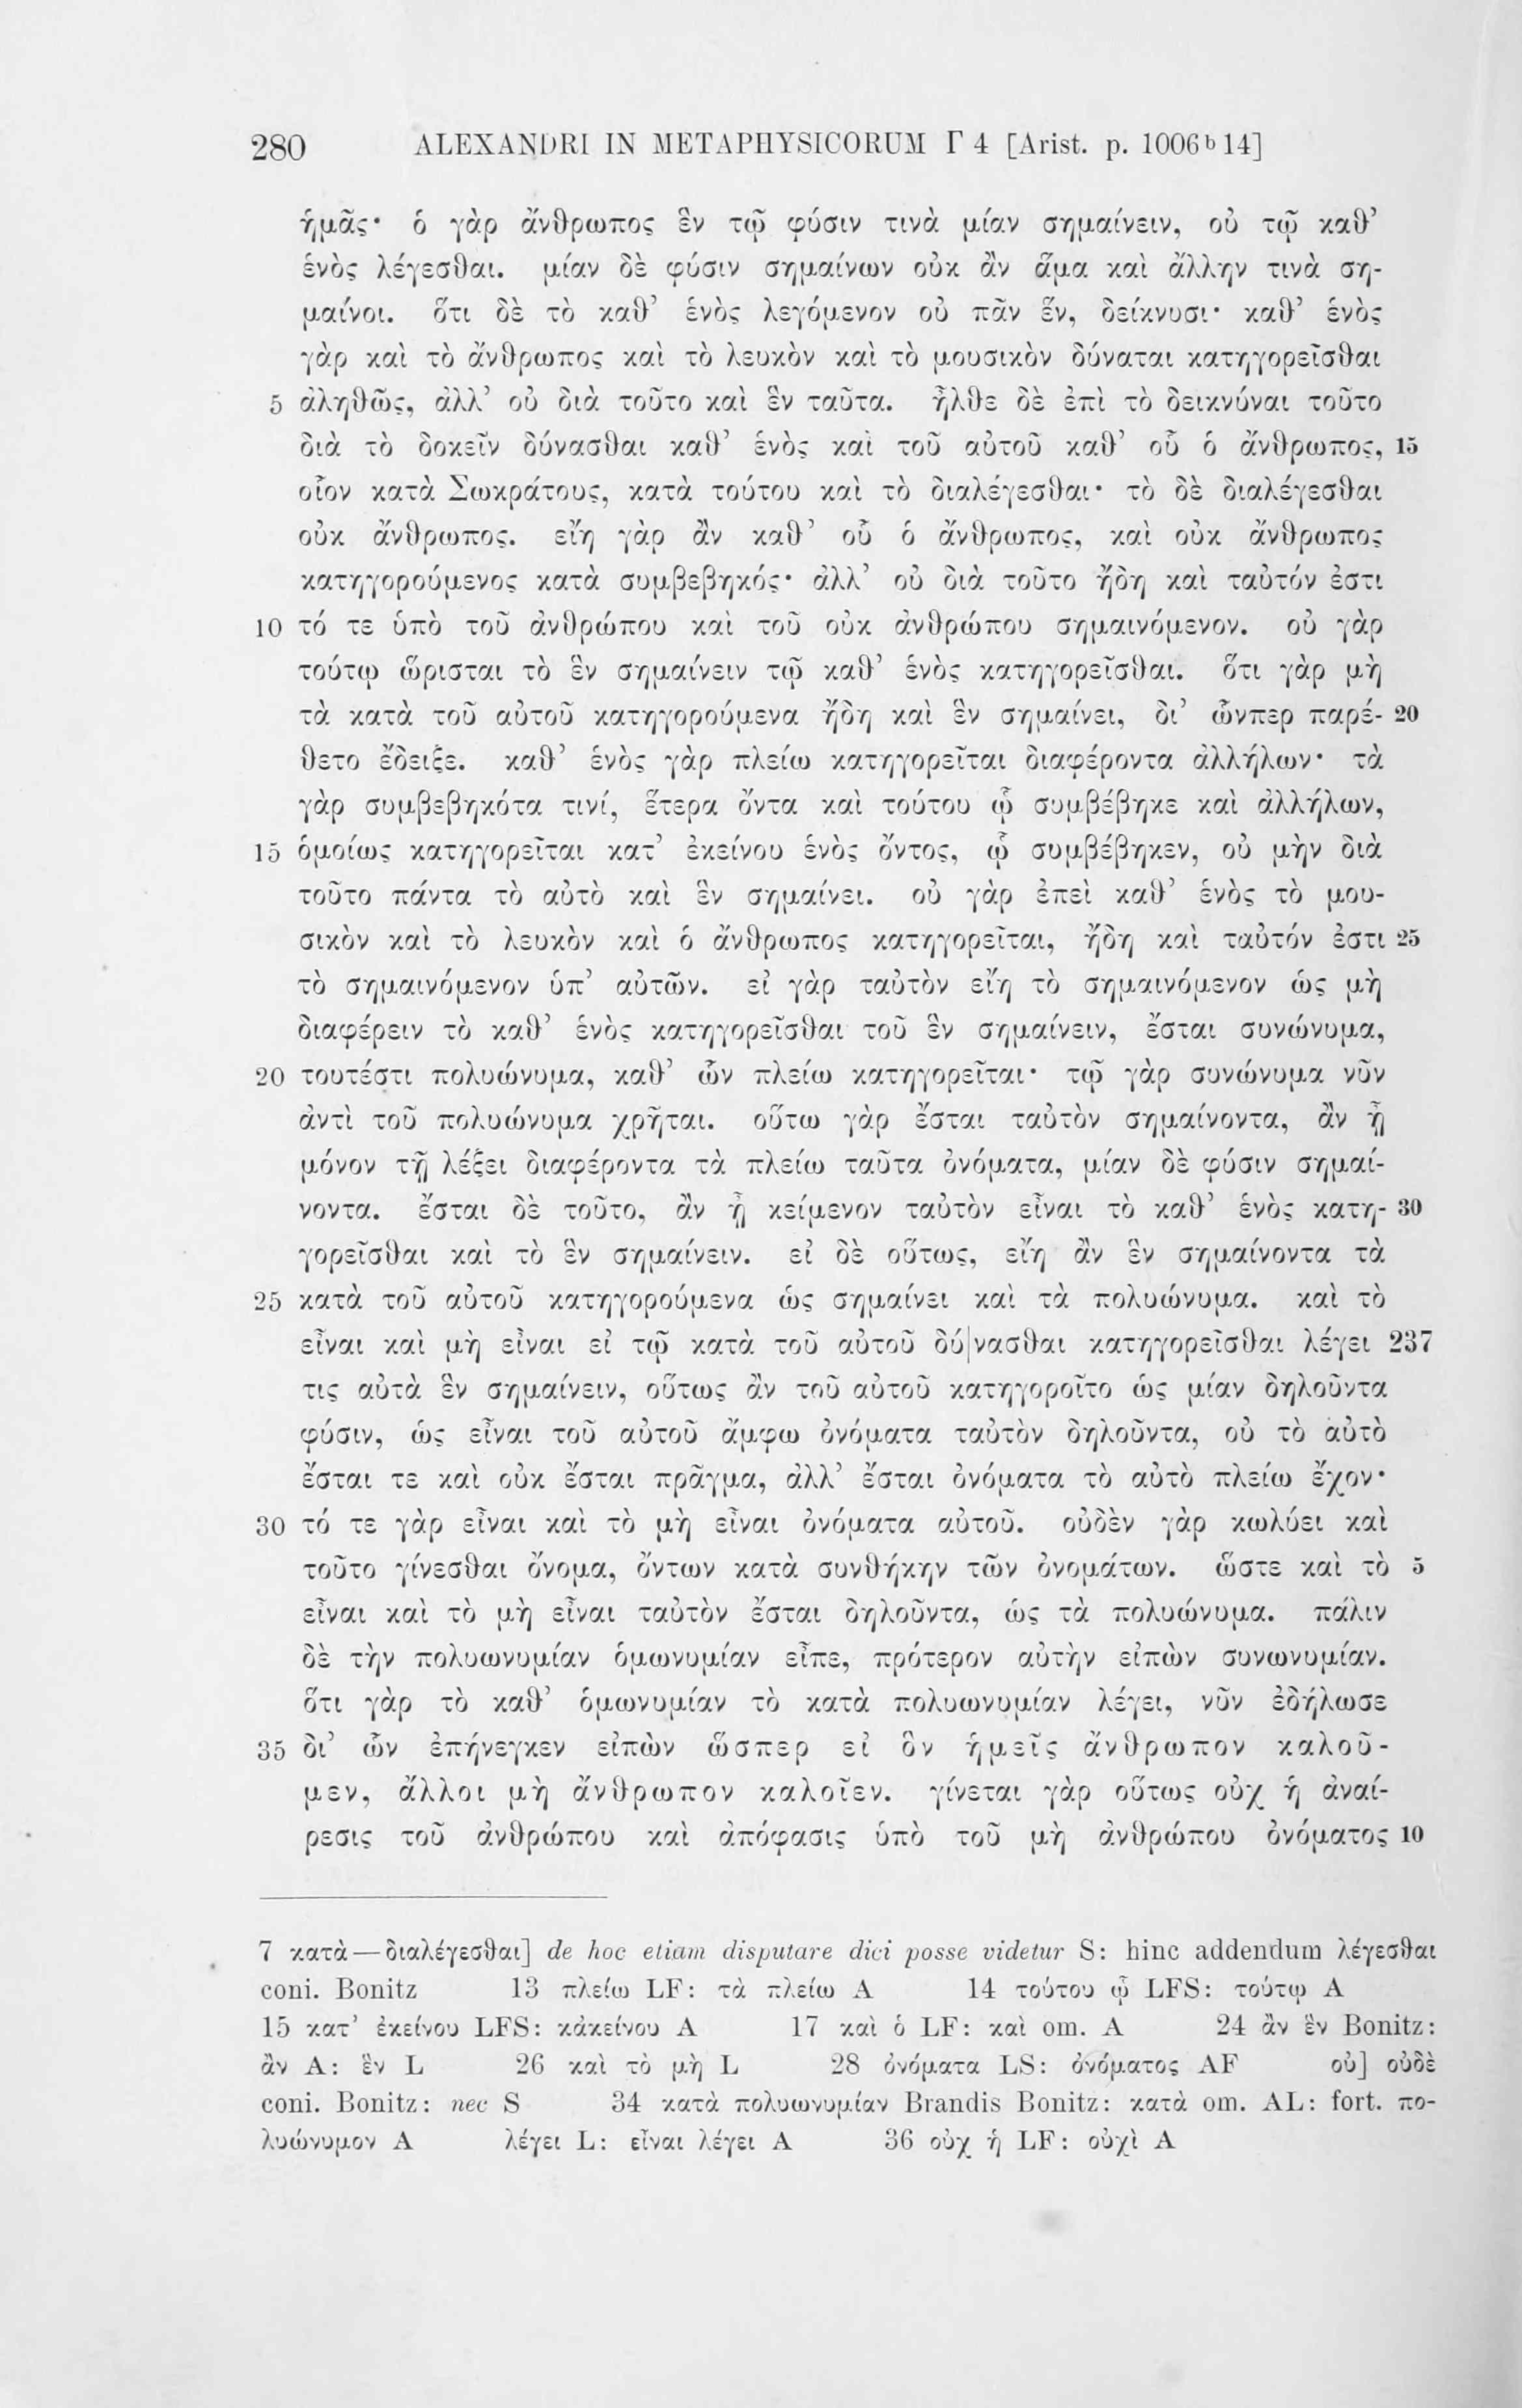 280 ALEXANDRI IN METAPHYSICORUM Γ 4 [Arist. p. 1006ᵇ14]
ἡμᾶς· ὁ γὰρ ἄνθρωπος ἓν τῷ φύσιν τινὰ μίαν σημαίνειν, οὐ τῷ καθ’
ἑνὸς λέγεσθαι. μίαν δὲ φύσιν σημαίνων οὐκ ἂν ἅμα καὶ ἄλλην τινὰ ση-
μαίνοι. ὅτι δὲ τὸ καθ’ ἑνὸς λεγόμενον οὐ πᾶν ἕν, δείκνυσι· καθ’ ἑνὸς
γὰρ καὶ τὸ ἄνθρωπος καὶ τὸ λευκὸν καὶ τὸ μουσικὸν δύναται κατηγορεῖσθαι
5 ἀληθῶς, ἀλλ’ οὐ διὰ τοῦτο καὶ ἓν ταῦτα. ἦλθε δὲ ἐπὶ τὸ δεικνύναι τοῦτο
διὰ τὸ δοκεῖν δύνασθαι καθ’ ἑνὸς καὶ τοῦ αὐτοῦ καθ’ οὗ ὁ ἄνθρωπος, 15
οἷον κατὰ Σωκράτους, κατὰ τούτου καὶ τὸ διαλέγεσθαι· τὸ δὲ διαλέγεσθαι
οὐκ ἄνθρωπος. εἴη γὰρ ἂν καθ’ οὗ ὁ ἄνθρωπος, καὶ οὐκ ἄνθρωπος
κατηγορούμενος κατὰ συμβεβηκός· ἀλλ’ οὐ διὰ τοῦτο ἤδη καὶ ταὐτόν ἐστι
10 τό τε ὑπὸ τοῦ ἀνθρώπου καὶ τοῦ οὐκ ἀνθρώπου σημαινόμενον. οὐ γὰρ
τούτῳ ὥρισται τὸ ἓν σημαίνειν τῷ καθ’ ἑνὸς κατηγορεῖσθαι. ὅτι γὰρ μὴ
τὰ κατὰ τοῦ αὐτοῦ κατηγορούμενα ἤδη καὶ ἓν σημαίνει, δι’ ὧνπερ παρέ- 20
θετο ἔδειξε. καθ’ ἑνὸς γὰρ πλείω κατηγορεῖται διαφέροντα ἀλλήλων· τὰ
γὰρ συμβεβηκότα τινί, ἕτερα ὄντα καὶ τούτου ᾧ συμβέβηκε καὶ ἀλλήλων,
15 ὁμοίως κατηγορεῖται κατ’ ἐκείνου ἑνὸς ὄντος, ᾧ συμβέβηκεν, οὐ μὴν διὰ
τοῦτο πάντα τὸ αὐτὸ καὶ ἓν σημαίνει. οὐ γὰρ ἐπεὶ καθ’ ἑνὸς τὸ μου-
σικὸν καὶ τὸ λευκὸν καὶ ὁ ἄνθρωπος κατηγορεῖται, ἤδη καὶ ταὐτόν ἐστι 25
τὸ σημαινόμενον ὑπ’ αὐτῶν. εἰ γὰρ ταὐτὸν εἴη τὸ σημαινόμενον ὡς μὴ
διαφέρειν τὸ καθ’ ἑνὸς κατηγορεῖσθαι τοῦ ἓν σημαίνειν, ἔσται συνώνυμα,
20 τουτέστι πολυώνυμα, καθ’ ὧν πλείω κατηγορεῖται· τῷ γὰρ συνώνυμα νῦν
ἀντὶ τοῦ πολυώνυμα χρῆται. οὕτω γὰρ ἔσται ταὐτὸν σημαίνοντα, ἂν ᾖ
μόνον τῇ λέξει διαφέροντα τὰ πλείω ταῦτα ὀνόματα, μίαν δὲ φύσιν σημαί-
νοντα. ἔσται δὲ τοῦτο, ἂν ᾖ κείμενον ταὐτὸν εἶναι τὸ καθ’ ἑνὸς κατη- 30
γορεῖσθαι καὶ τὸ ἓν σημαίνειν. εἰ δὲ οὕτως, εἴη ἂν ἓν σημαίνοντα τὰ
25 κατὰ τοῦ αὐτοῦ κατηγορούμενα ὡς σημαίνει καὶ τὰ πολυώνυμα. καὶ τὸ
εἶναι καὶ μὴ εἶναι εἰ τῷ κατὰ τοῦ αὐτοῦ δύ|νασθαι κατηγορεῖσθαι λέγει 237
τις αὐτὰ ἓν σημαίνειν, οὕτως ἂν τοῦ αὐτοῦ κατηγοροῖτο ὡς μίαν δηλοῦντα
φύσιν, ὡς εἶναι τοῦ αὐτοῦ ἄμφω ὀνόματα ταὐτὸν δηλοῦντα, οὐ τὸ αὐτὸ
ἔσται τε καὶ οὐκ ἔσται πρᾶγμα, ἀλλ’ ἔσται ὀνόματα τὸ αὐτὸ πλείω ἔχον·
30 τό τε γὰρ εἶναι καὶ τὸ μὴ εἶναι ὀνόματα αὐτοῦ. οὐδὲν γὰρ κωλύει καὶ
τοῦτο γίνεσθαι ὄνομα, ὄντων κατὰ συνθήκην τῶν ὀνομάτων. ὥστε καὶ τὸ 5
εἶναι καὶ τὸ μὴ εἶναι ταὐτὸν ἔσται δηλοῦντα, ὡς τὰ πολυώνυμα. πάλιν
δὲ τὴν πολυωνυμίαν ὁμωνυμίαν εἶπε, πρότερον αὐτὴν εἰπὼν συνωνυμίαν.
ὅτι γὰρ τὸ καθ’ ὁμωνυμίαν τὸ κατὰ πολυωνυμίαν λέγει, νῦν ἐδήλωσε
35 δι’ ὧν ἐπήνεγκεν εἰπὼν ὥσπερ εἰ ὃν ἡμεῖς ἄνθρωπον καλοῦ-
μεν, ἄλλοι μὴ ἄνθρωπον καλοῖεν. γίνεται γὰρ οὕτως οὐχ ἡ ἀναί-
ρεσις τοῦ ἀνθρώπου καὶ ἀπόφασις ὑπὸ τοῦ μὴ ἀνθρώπου ὀνόματος 10
7 κατὰ—διαλέγεσθαι] de hoc etiam disputare dici posse videtur S: hinc addendum λέγεσθαι
coni. Bonitz 13 πλείω LF: τὰ πλείω A 14 τούτου ᾧ LFS: τούτῳ A
15 κατ’ ἐκείνου LFS: κἀκείνου A 17 καὶ ὁ LF: καὶ om. A 24 ἂν ἓν Bonitz:
ἂν A: ἓν L 26 καὶ τὸ μὴ L 28 ὀνόματα LS: ὀνόματος AF οὐ] οὐδὲ
coni. Bonitz: nec S 34 κατὰ πολυωνυμίαν Brandis Bonitz: κατὰ om. AL: fort. πο-
λυώνυμον A λέγει L: εἶναι λέγει A 36 οὐχ ἡ LF: οὐχὶ A